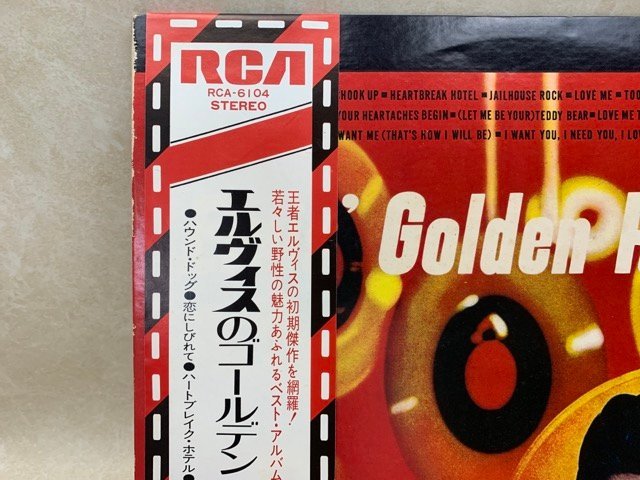 RCA
RCA-6104
STEREO
王者エルヴィスの初期傑作を網羅!
若々しい野性の魅力あふれるベスト・アルバム
エルヴィスのゴールデン
●ハウンド・ドッグ●恋にしびれて●ハートブレイク・ホテル●
HOOK UP ■ HEARTBREAK HOTEL ■ JAILHOUSE ROCK ■ LOVE ME ■ TOO
YOUR HEARTACHES BEGIN ■ (LET ME BE YOUR) TEDDY BEAR ■ LOVE ME T
WANT ME (THAT'S HOW I WILL BE) ■ I WANT YOU, I NEED YOU, I LO
' Golden